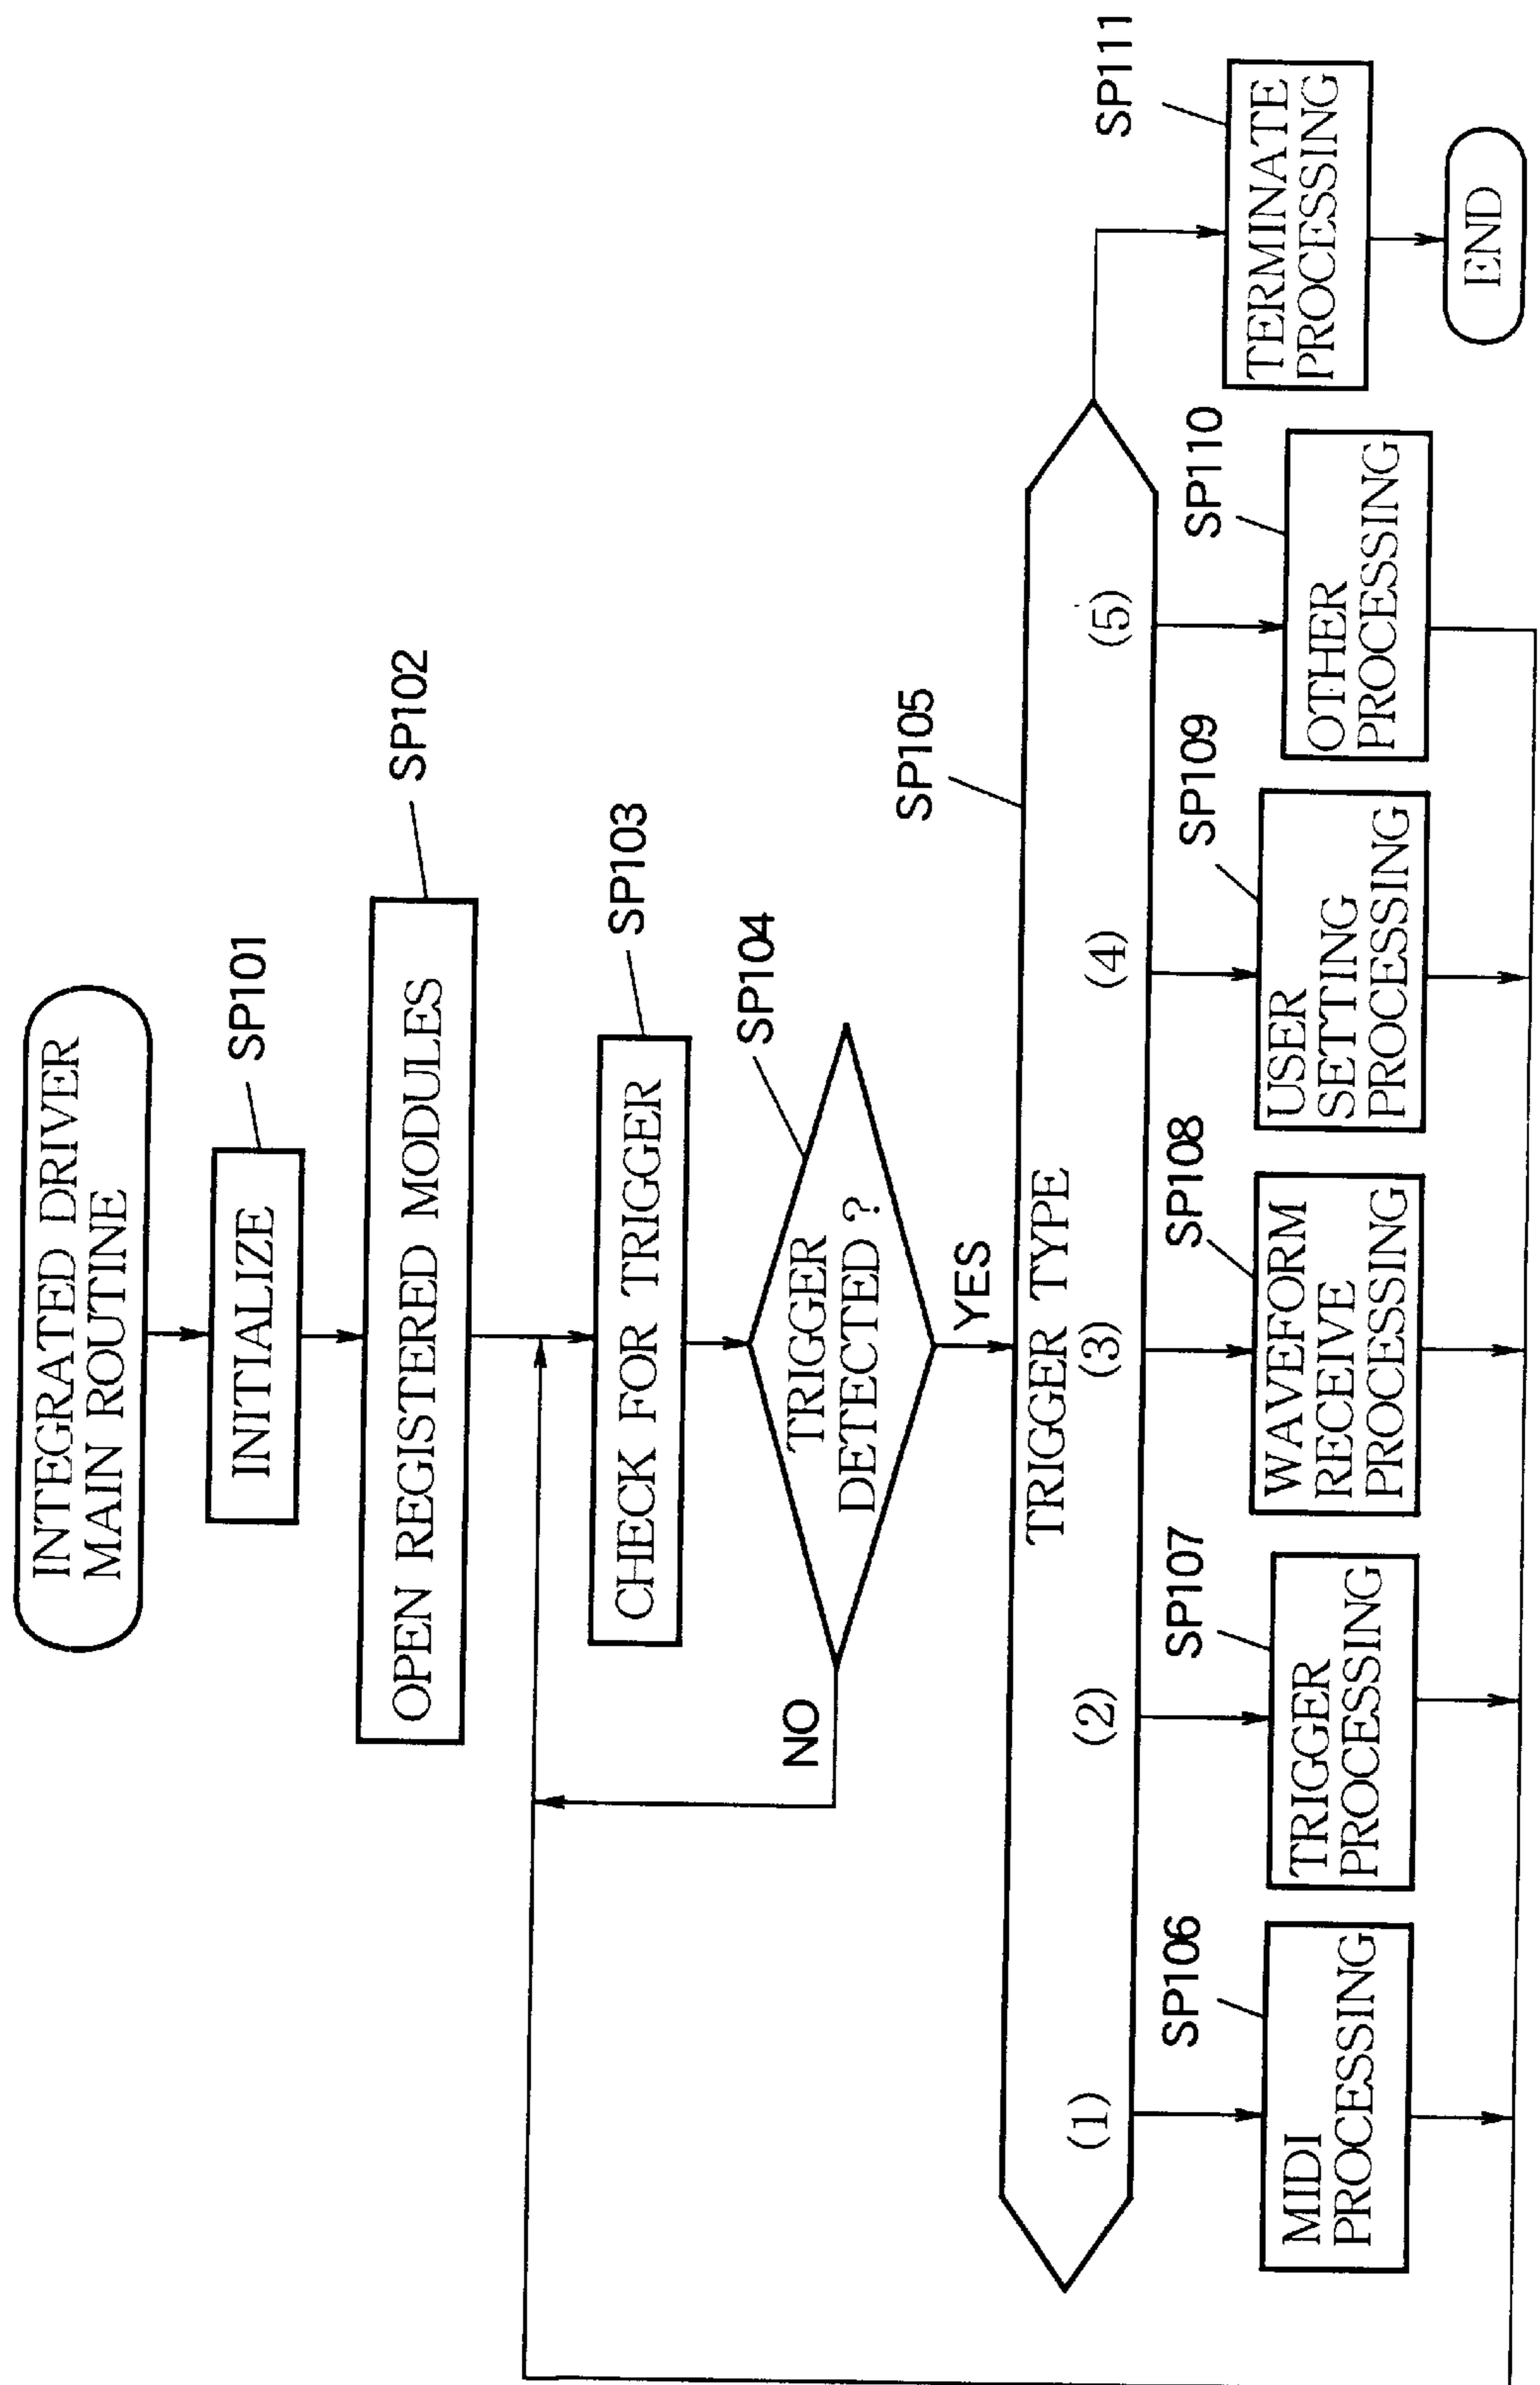 INTEGRATED DRIVER
MAIN ROUTINE
SP101
INITIALIZE
SP102
OPEN REGISTERED MODULES
SP103
CHECK FOR TRIGGER
SP104
TRIGGER
DETECTED ?
NO
YES
SP105
TRIGGER TYPE
(1)
(2)
(3)
(4)
(5)
SP106
MIDI
PROCESSING
SP107
TRIGGER
PROCESSING
SP108
WAVEFORM
RECEIVE
PROCESSING
SP109
USER
SETTING
PROCESSING
SP110
OTHER
PROCESSING
SP111
TERMINATE
PROCESSING
END